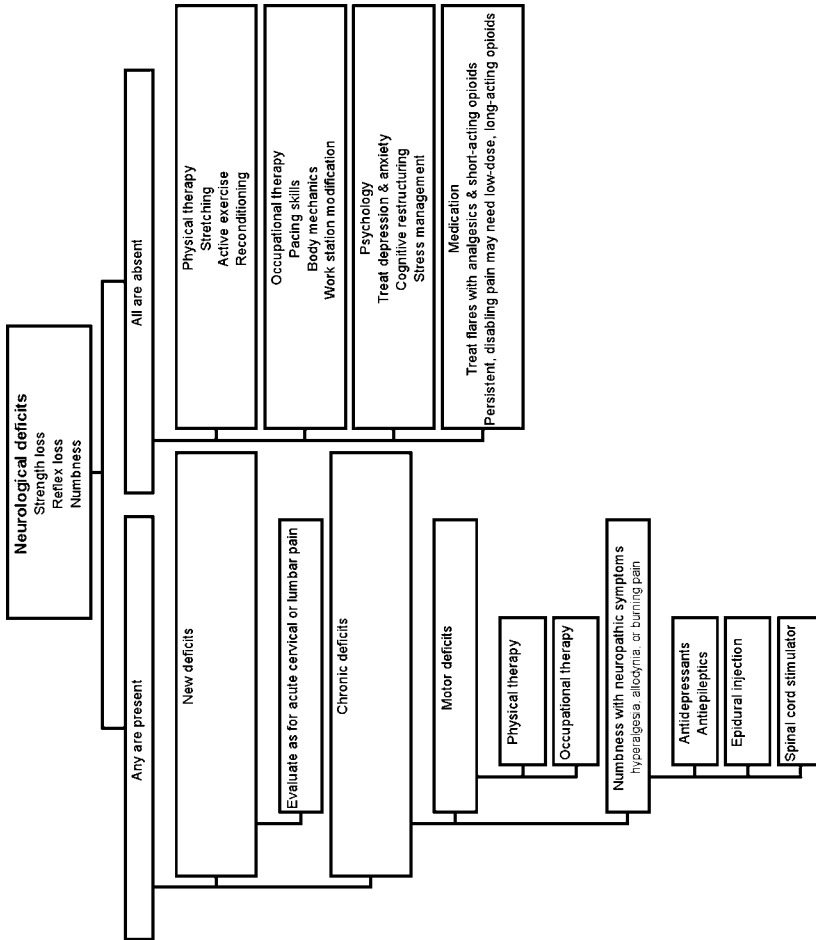 Neurological deficits
Strength loss
Reflex loss
Numbness
Any are present
New deficits
Evaluate as for acute cervical or lumbar pain
Chronic deficits
Motor deficits
Physical therapy
Occupational therapy
Numbness with neuropathic symptoms
hyperalgesia, allodynia, or burning pain
Antidepressants
Antiepileptics
Epidural injection
Spinal cord stimulator
All are absent
Physical therapy
Stretching
Active exercise
Reconditioning
Occupational therapy
Pacing skills
Body mechanics
Work station modification
Psychology
Treat depression & anxiety
Cognitive restructuring
Stress management
Medication
Treat flares with analgesics & short-acting opioids
Persistent, disabling pain may need low-dose, long-acting opioids